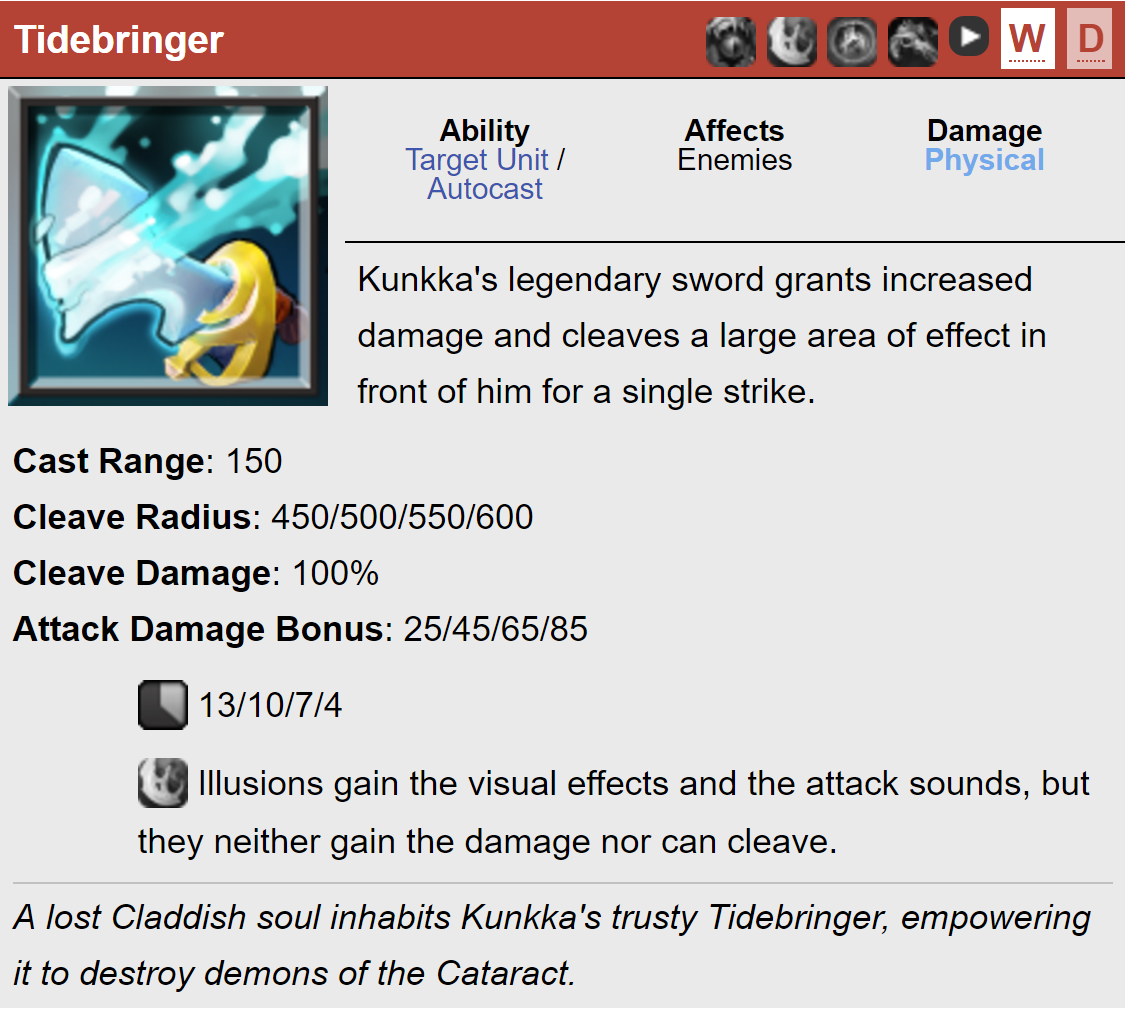 Tidebringer
W
D
Ability
Target Unit /
Autocast
Affects
Enemies
Damage
Physical
Kunkka's legendary sword grants increased
damage and cleaves a large area of effect in
front of him for a single strike.
Cast Range: 150
Cleave Radius: 450/500/550/600
Cleave Damage: 100%
Attack Damage Bonus: 25/45/65/85
13/10/7/4
Illusions gain the visual effects and the attack sounds, but
they neither gain the damage nor can cleave.
A lost Claddish soul inhabits Kunkka's trusty Tidebringer, empowering
it to destroy demons of the Cataract.